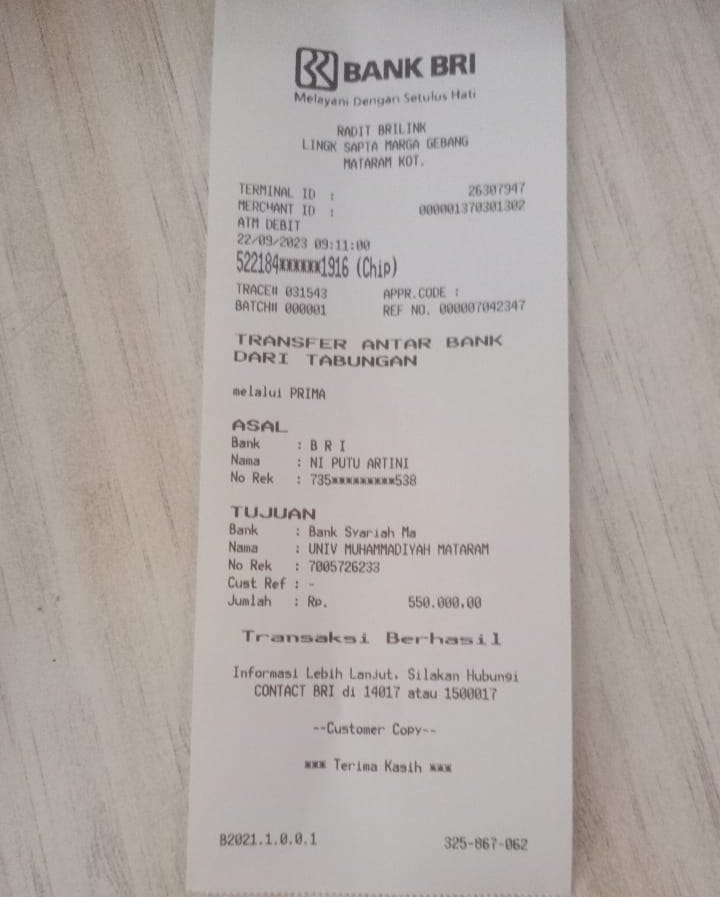 BANK BRI
Melayani Dengan Setulus Hati
RADIT BRILINK
LINGK SAPTA MARGA GEBANG
MATARAM KOT.
TERMINAL ID : 26307947
MERCHANT ID : 000001370301302
ATM DEBIT
22/09/2023 09:11:00
522184xxxxxx1916 (Chip)
TRACE# 031543 APPR.CODE :
BATCH# 000001 REF NO. 000007042347
TRANSFER ANTAR BANK
DARI TABUNGAN
melalui PRIMA
ASAL
Bank : B R I
Nama : NI PUTU ARTINI
No Rek : 735*********538
TUJUAN
Bank : Bank Syariah Ma
Nama : UNIV MUHAMMADIYAH MATARAM
No Rek : 7005726233
Cust Ref : -
Jumlah : Rp. 550.000,00
Transaksi Berhasil
Informasi Lebih Lanjut, Silakan Hubungi
CONTACT BRI di 14017 atau 1500017
--Customer Copy--
*** Terima Kasih ***
B2021.1.0.0.1 325-867-062